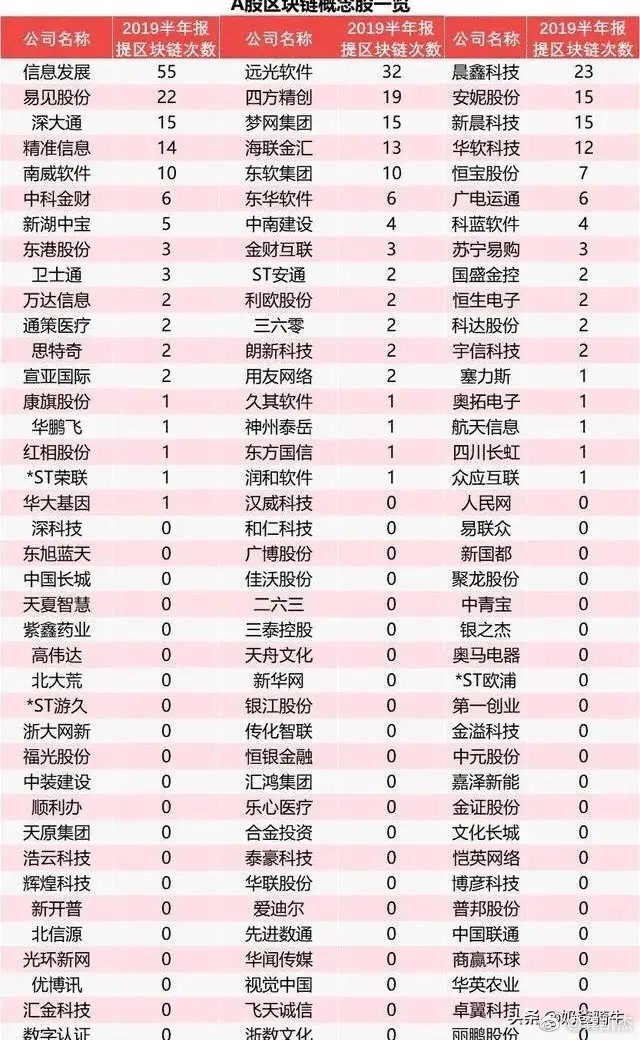 A股区块链概念股一览
公司名称 2019半年报提区块链次数 公司名称 2019半年报提区块链次数 公司名称 2019半年报提区块链次数
信息发展 55 远光软件 32 晨鑫科技 23
易见股份 22 四方精创 19 安妮股份 15
深大通 15 梦网集团 15 新晨科技 15
精准信息 14 海联金汇 13 华软科技 12
南威软件 10 东软集团 10 恒宝股份 7
中科金财 6 东华软件 6 广电运通 6
新湖中宝 5 中南建设 4 科蓝软件 4
东港股份 3 金财互联 3 苏宁易购 3
卫士通 3 ST安通 2 国盛金控 2
万达信息 2 利欧股份 2 恒生电子 2
通策医疗 2 三六零 2 科达股份 2
思特奇 2 朗新科技 2 宇信科技 2
宣亚国际 2 用友网络 2 塞力斯 1
康旗股份 1 久其软件 1 奥拓电子 1
华鹏飞 1 神州泰岳 1 航天信息 1
红相股份 1 东方国信 1 四川长虹 1
*ST荣联 1 润和软件 1 众应互联 1
华大基因 1 汉威科技 0 人民网 0
深科技 0 和仁科技 0 易联众 0
东旭蓝天 0 广博股份 0 新国都 0
中国长城 0 佳沃股份 0 聚龙股份 0
天夏智慧 0 二六三 0 中青宝 0
紫鑫药业 0 三泰控股 0 银之杰 0
高伟达 0 天舟文化 0 奥马电器 0
北大荒 0 新华网 0 *ST欧浦 0
*ST游久 0 银江股份 0 第一创业 0
浙大网新 0 传化智联 0 金溢科技 0
福光股份 0 恒银金融 0 中元股份 0
中装建设 0 汇鸿集团 0 嘉泽新能 0
顺利办 0 乐心医疗 0 金证股份 0
天原集团 0 合金投资 0 文化长城 0
浩云科技 0 泰豪科技 0 恺英网络 0
辉煌科技 0 华联股份 0 博彦科技 0
新开普 0 爱迪尔 0 普邦股份 0
北信源 0 先进数通 0 中国联通 0
光环新网 0 华闻传媒 0 商赢环球 0
优博讯 0 视觉中国 0 华英农业 0
汇金科技 0 飞天诚信 0 卓翼科技 0
数字认证 0 浙数文化 0 丽鹏股份 0
头条 @奶爸骑牛